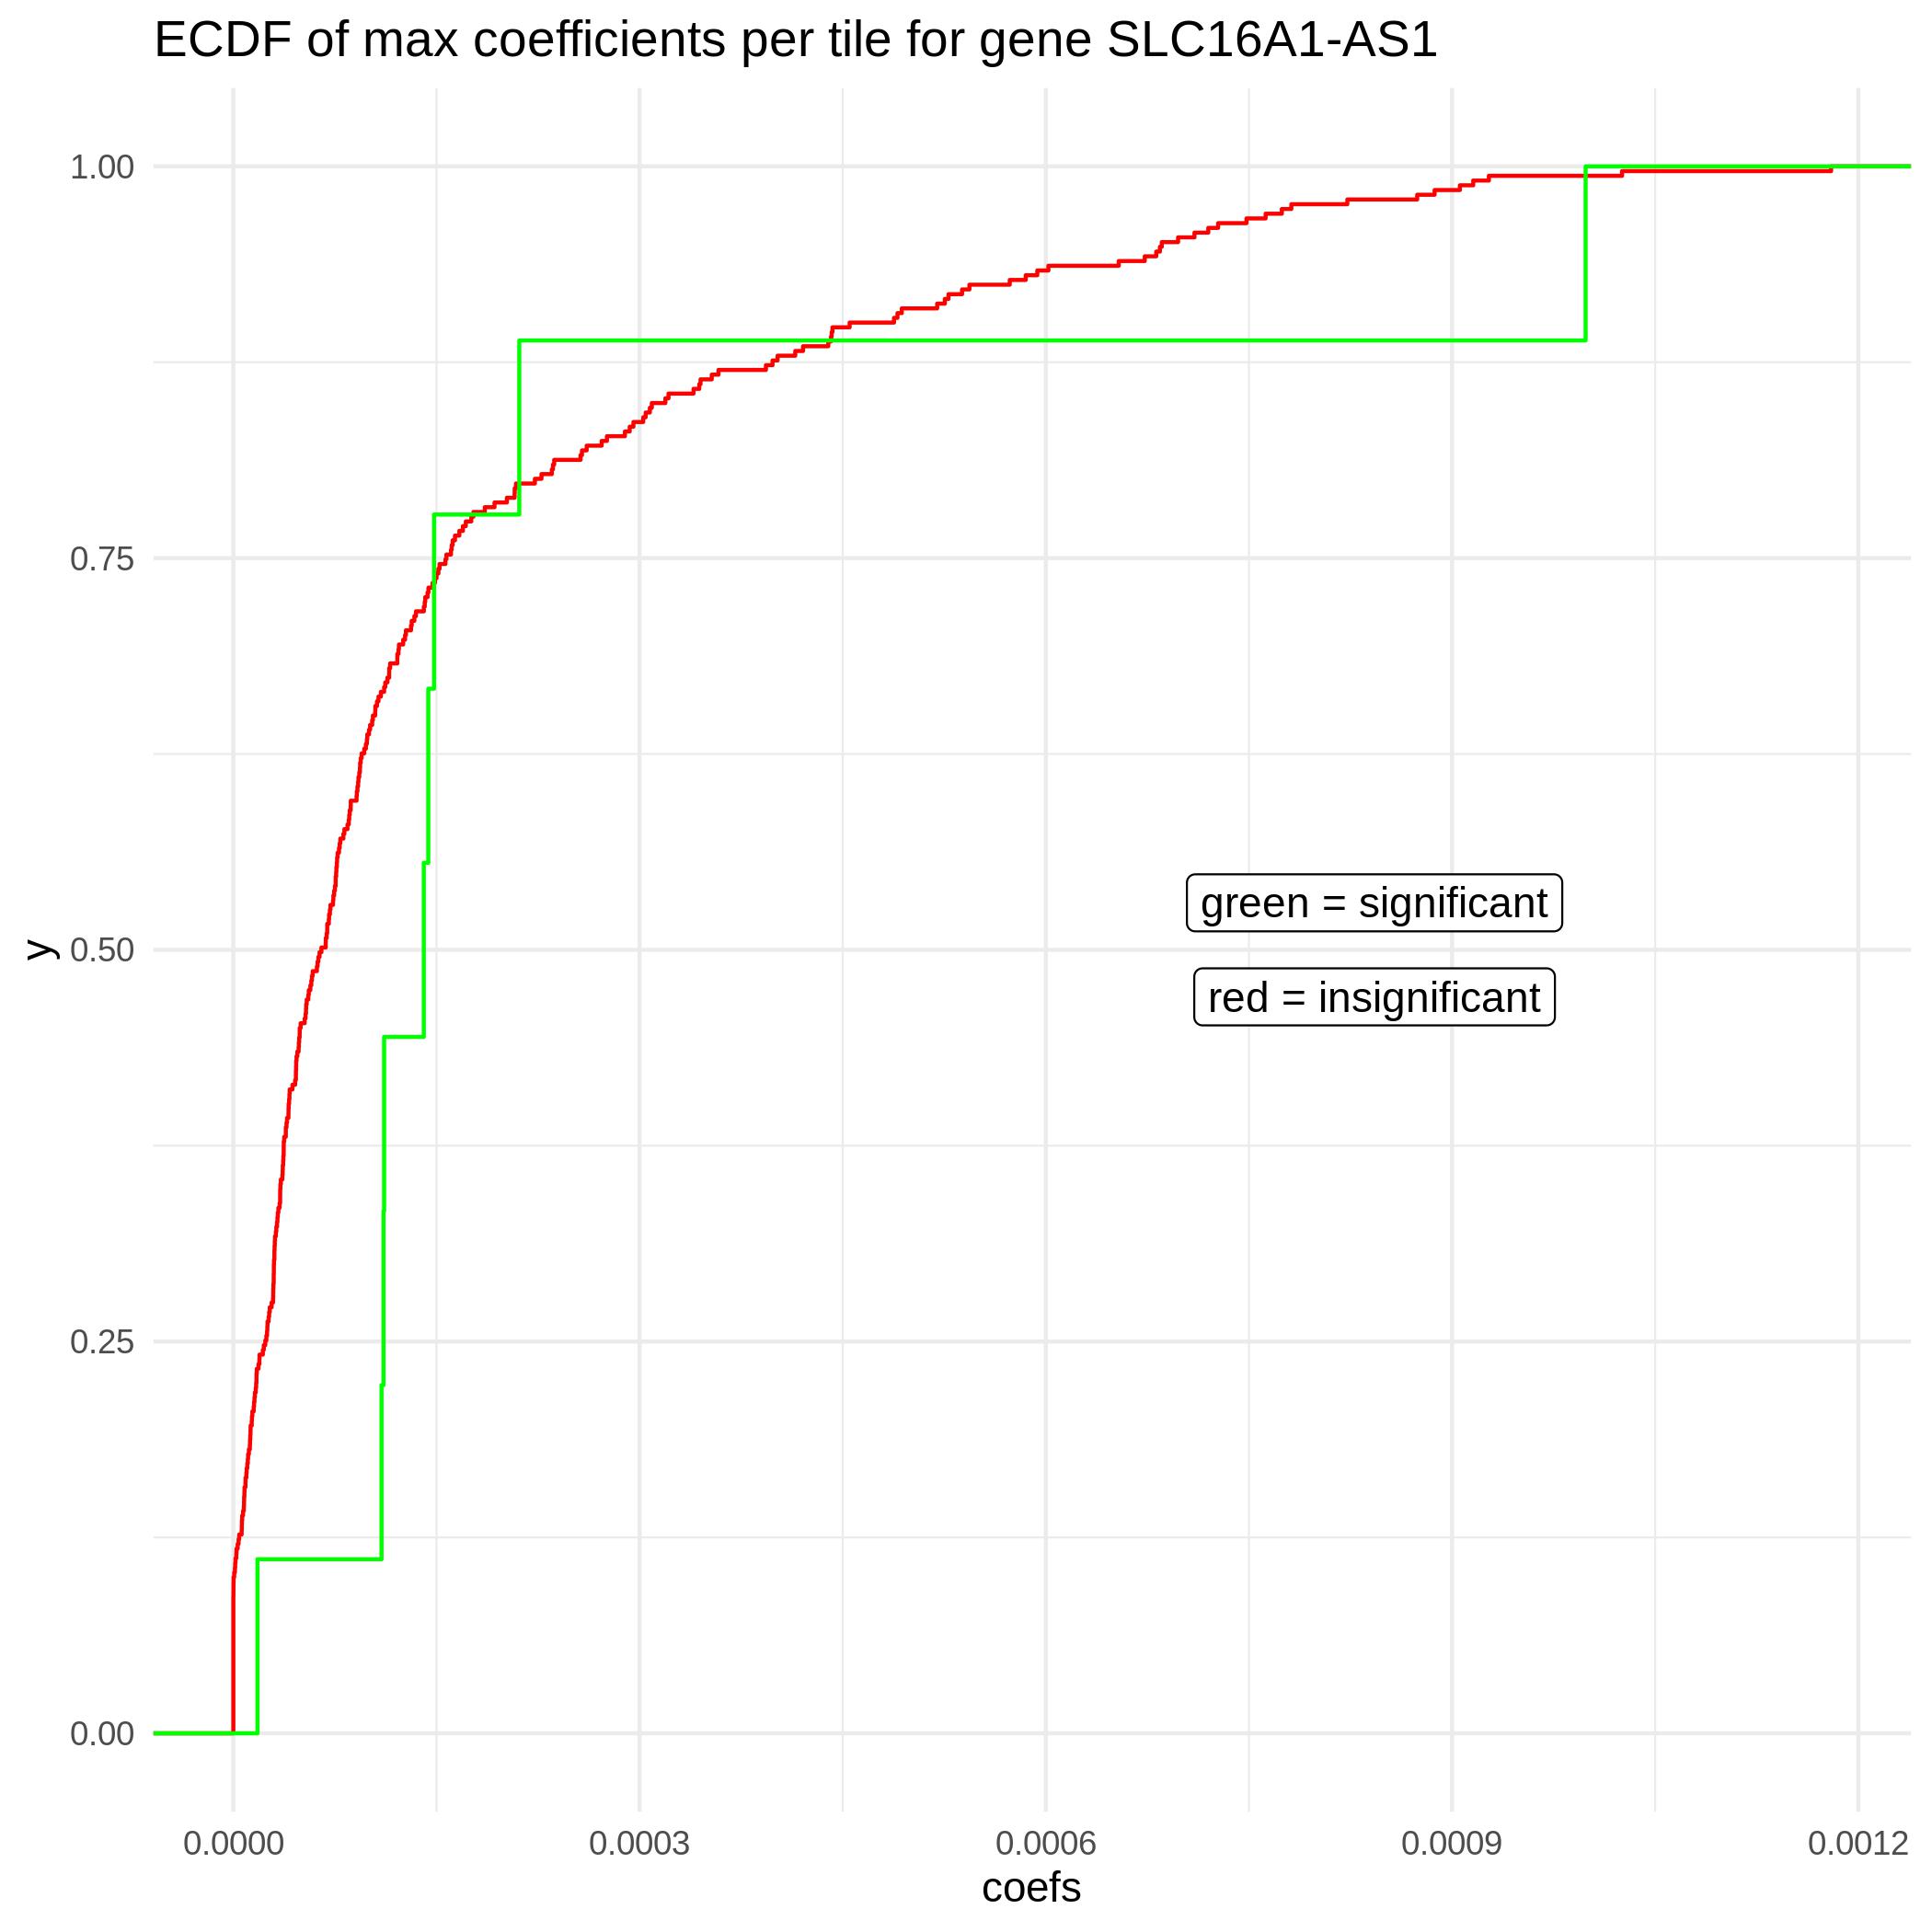 ECDF of max coefficients per tile for gene SLC16A1-AS1
1.00
0.75
0.50
0.25
0.00
y
green = significant
red = insignificant
0.0000 0.0003 0.0006 0.0009 0.0012
coefs